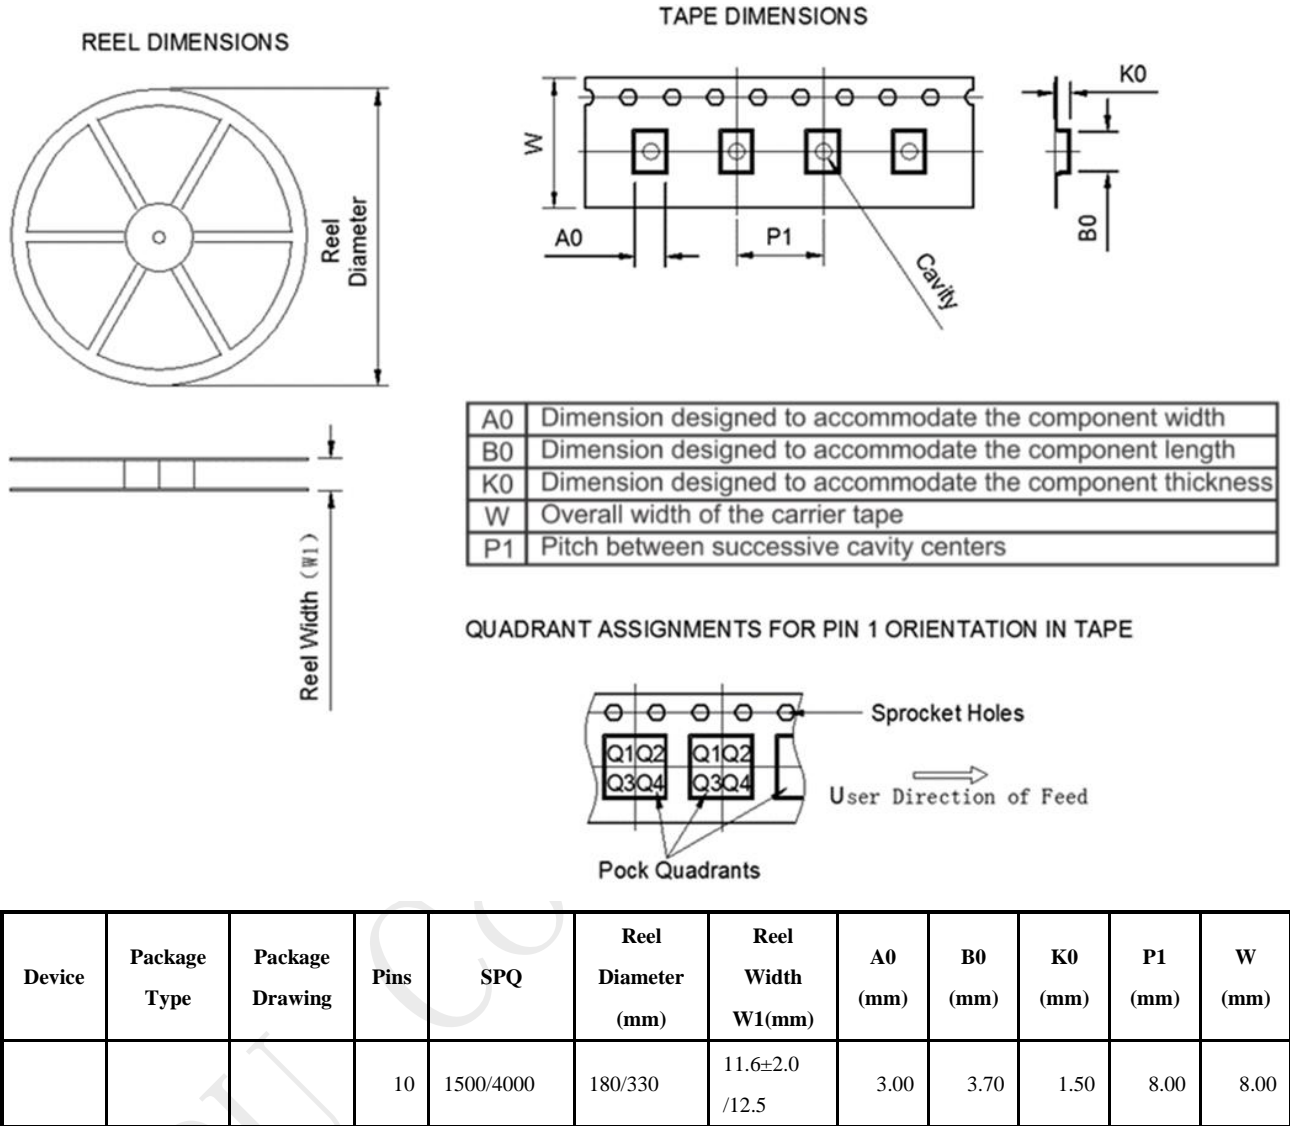 TAPE DIMENSIONS
REEL DIMENSIONS
K0
W
Reel
Diameter
A0
P1
B0
Cavity
A0 Dimension designed to accommodate the component width
B0 Dimension designed to accommodate the component length
K0 Dimension designed to accommodate the component thickness
W Overall width of the carrier tape
P1 Pitch between successive cavity centers
Reel Width (W1)
QUADRANT ASSIGNMENTS FOR PIN 1 ORIENTATION IN TAPE
Sprocket Holes
Q1 Q2 Q1 Q2
Q3 Q4 Q3 Q4
User Direction of Feed
Pock Quadrants
Device Package Type Package Drawing Pins SPQ Reel Diameter (mm) Reel Width W1(mm) A0 (mm) B0 (mm) K0 (mm) P1 (mm) W (mm)
10 1500/4000 180/330 11.6±2.0 /12.5 3.00 3.70 1.50 8.00 8.00